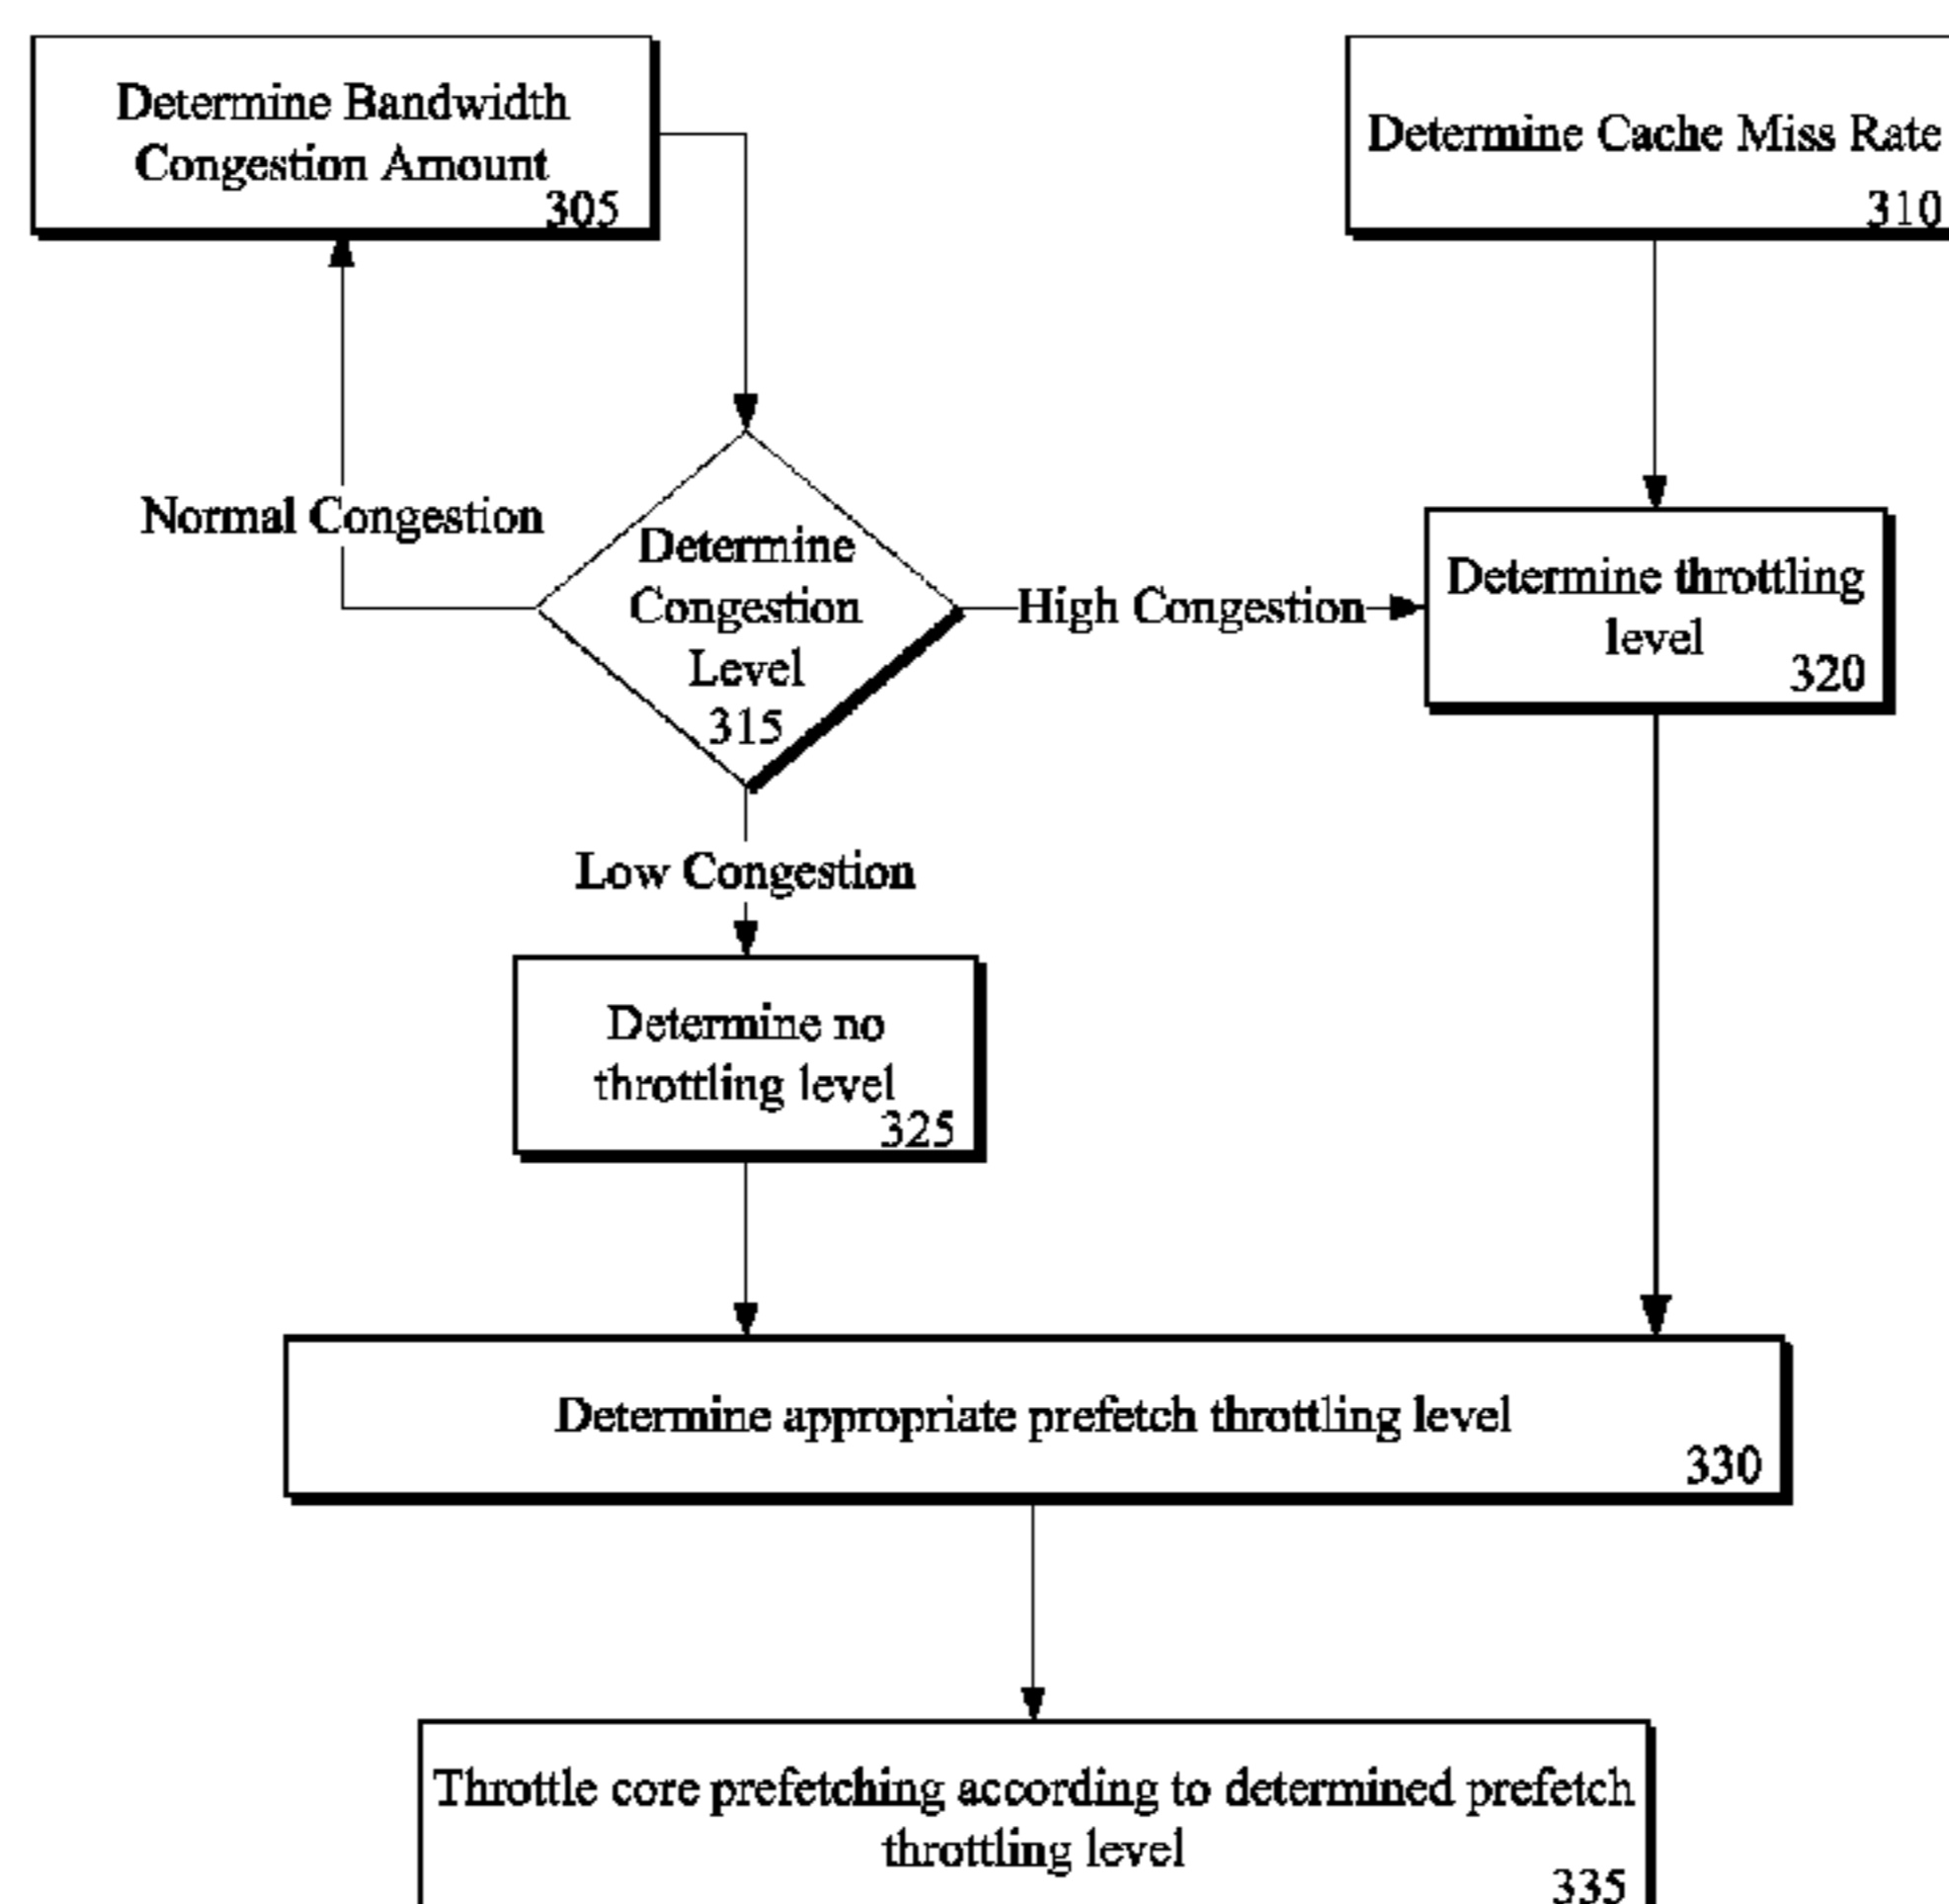 Determine Bandwidth
Congestion Amount
305
Determine Cache Miss Rate
310
Normal Congestion
Determine
Congestion
Level
315
High Congestion
Determine throttling
level
320
Low Congestion
Determine no
throttling level
325
Determine appropriate prefetch throttling level
330
Throttle core prefetching according to determined prefetch
throttling level
335